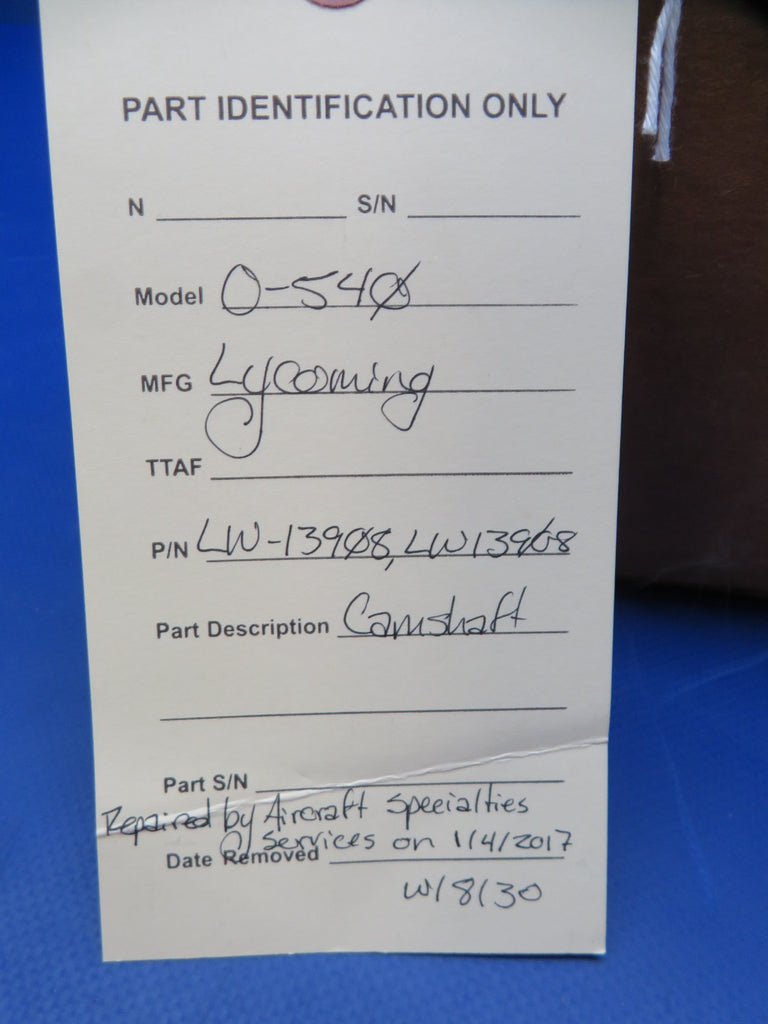 PART IDENTIFICATION ONLY
N S/N
Model O-540
MFG Lycoming
TTAF
P/N LW-13908, LW13908
Part Description Camshaft
Part S/N
Repaired by Aircraft Specialties
Services on 1/4/2017
Date Removed
W/8130